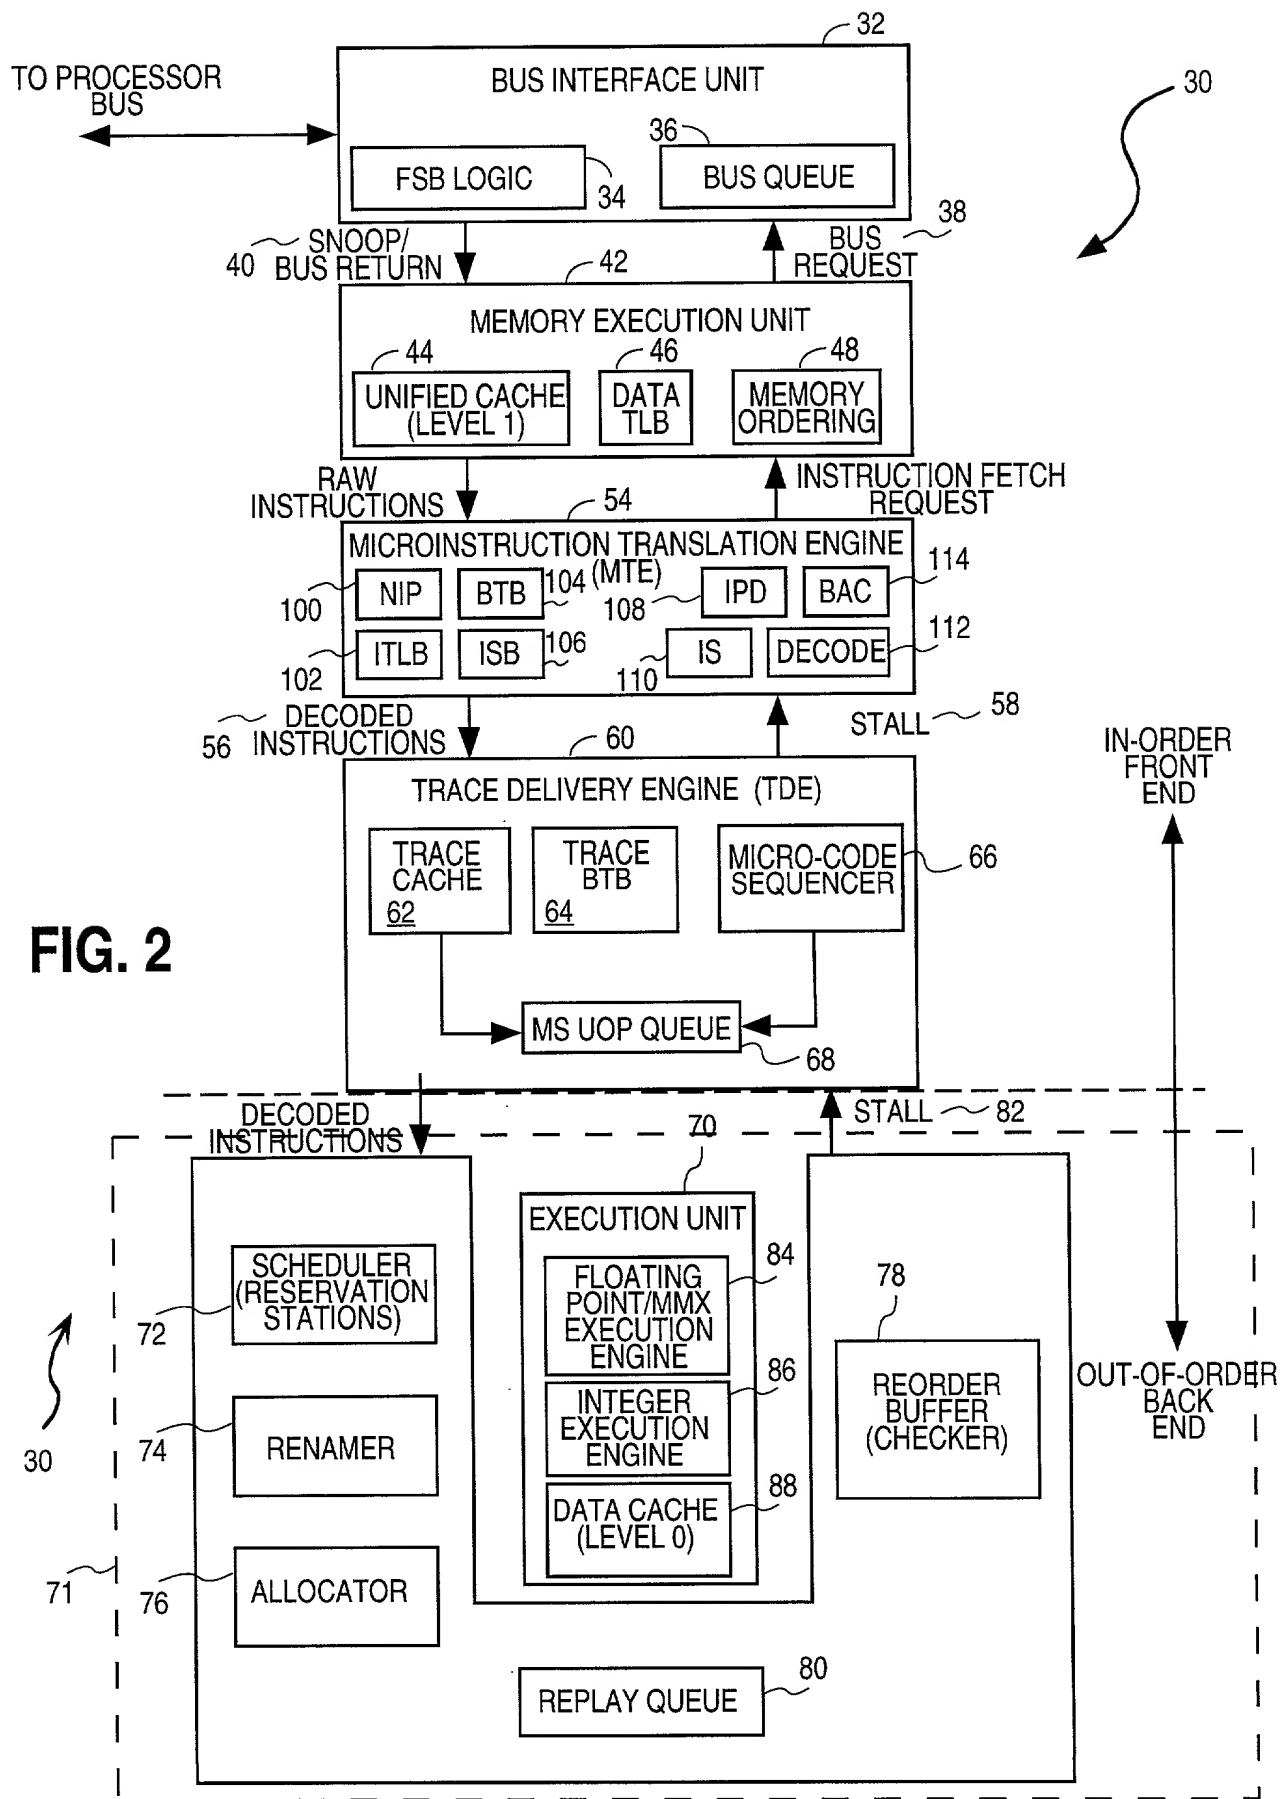 32
BUS INTERFACE UNIT
TO PROCESSOR
BUS
30
36
FSB LOGIC
34
BUS QUEUE
38
40
SNOOP/
BUS RETURN
42
BUS
REQUEST
MEMORY EXECUTION UNIT
44
46
48
UNIFIED CACHE
(LEVEL 1)
DATA
TLB
MEMORY
ORDERING
RAW
INSTRUCTIONS
54
INSTRUCTION FETCH
REQUEST
MICROINSTRUCTION TRANSLATION ENGINE
(MTE)
100
NIP
BTB
104
108
IPD
BAC
114
102
ITLB
ISB
106
110
IS
DECODE
112
56
DECODED
INSTRUCTIONS
60
STALL
58
IN-ORDER
FRONT
END
TRACE DELIVERY ENGINE (TDE)
TRACE
CACHE
62
TRACE
BTB
64
MICRO-CODE
SEQUENCER
66
FIG. 2
MS UOP QUEUE
68
DECODED
INSTRUCTIONS
STALL
82
70
EXECUTION UNIT
SCHEDULER
(RESERVATION
STATIONS)
72
FLOATING
POINT/MMX
EXECUTION
ENGINE
84
78
30
RENAMER
74
INTEGER
EXECUTION
ENGINE
86
REORDER
BUFFER
(CHECKER)
OUT-OF-ORDER
BACK
END
DATA CACHE
(LEVEL 0)
88
71
76
ALLOCATOR
REPLAY QUEUE
80